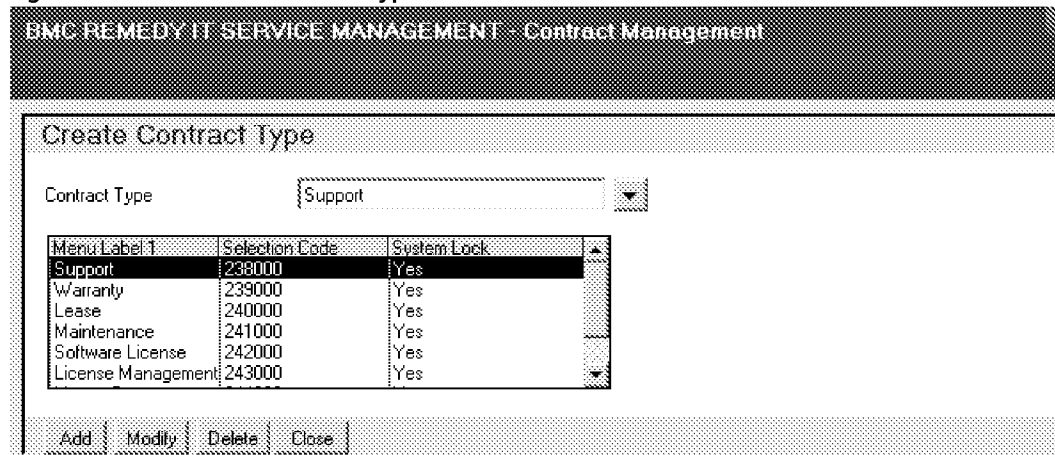 BMC REMEDY IT SERVICE MANAGEMENT - Contract Management
Create Contract Type
Contract Type Support
Menu Label 1 Selection Code System Lock
Support 238000 Yes
Warranty 239000 Yes
Lease 240000 Yes
Maintenance 241000 Yes
Software License 242000 Yes
License Management 243000 Yes
Add Modify Delete Close